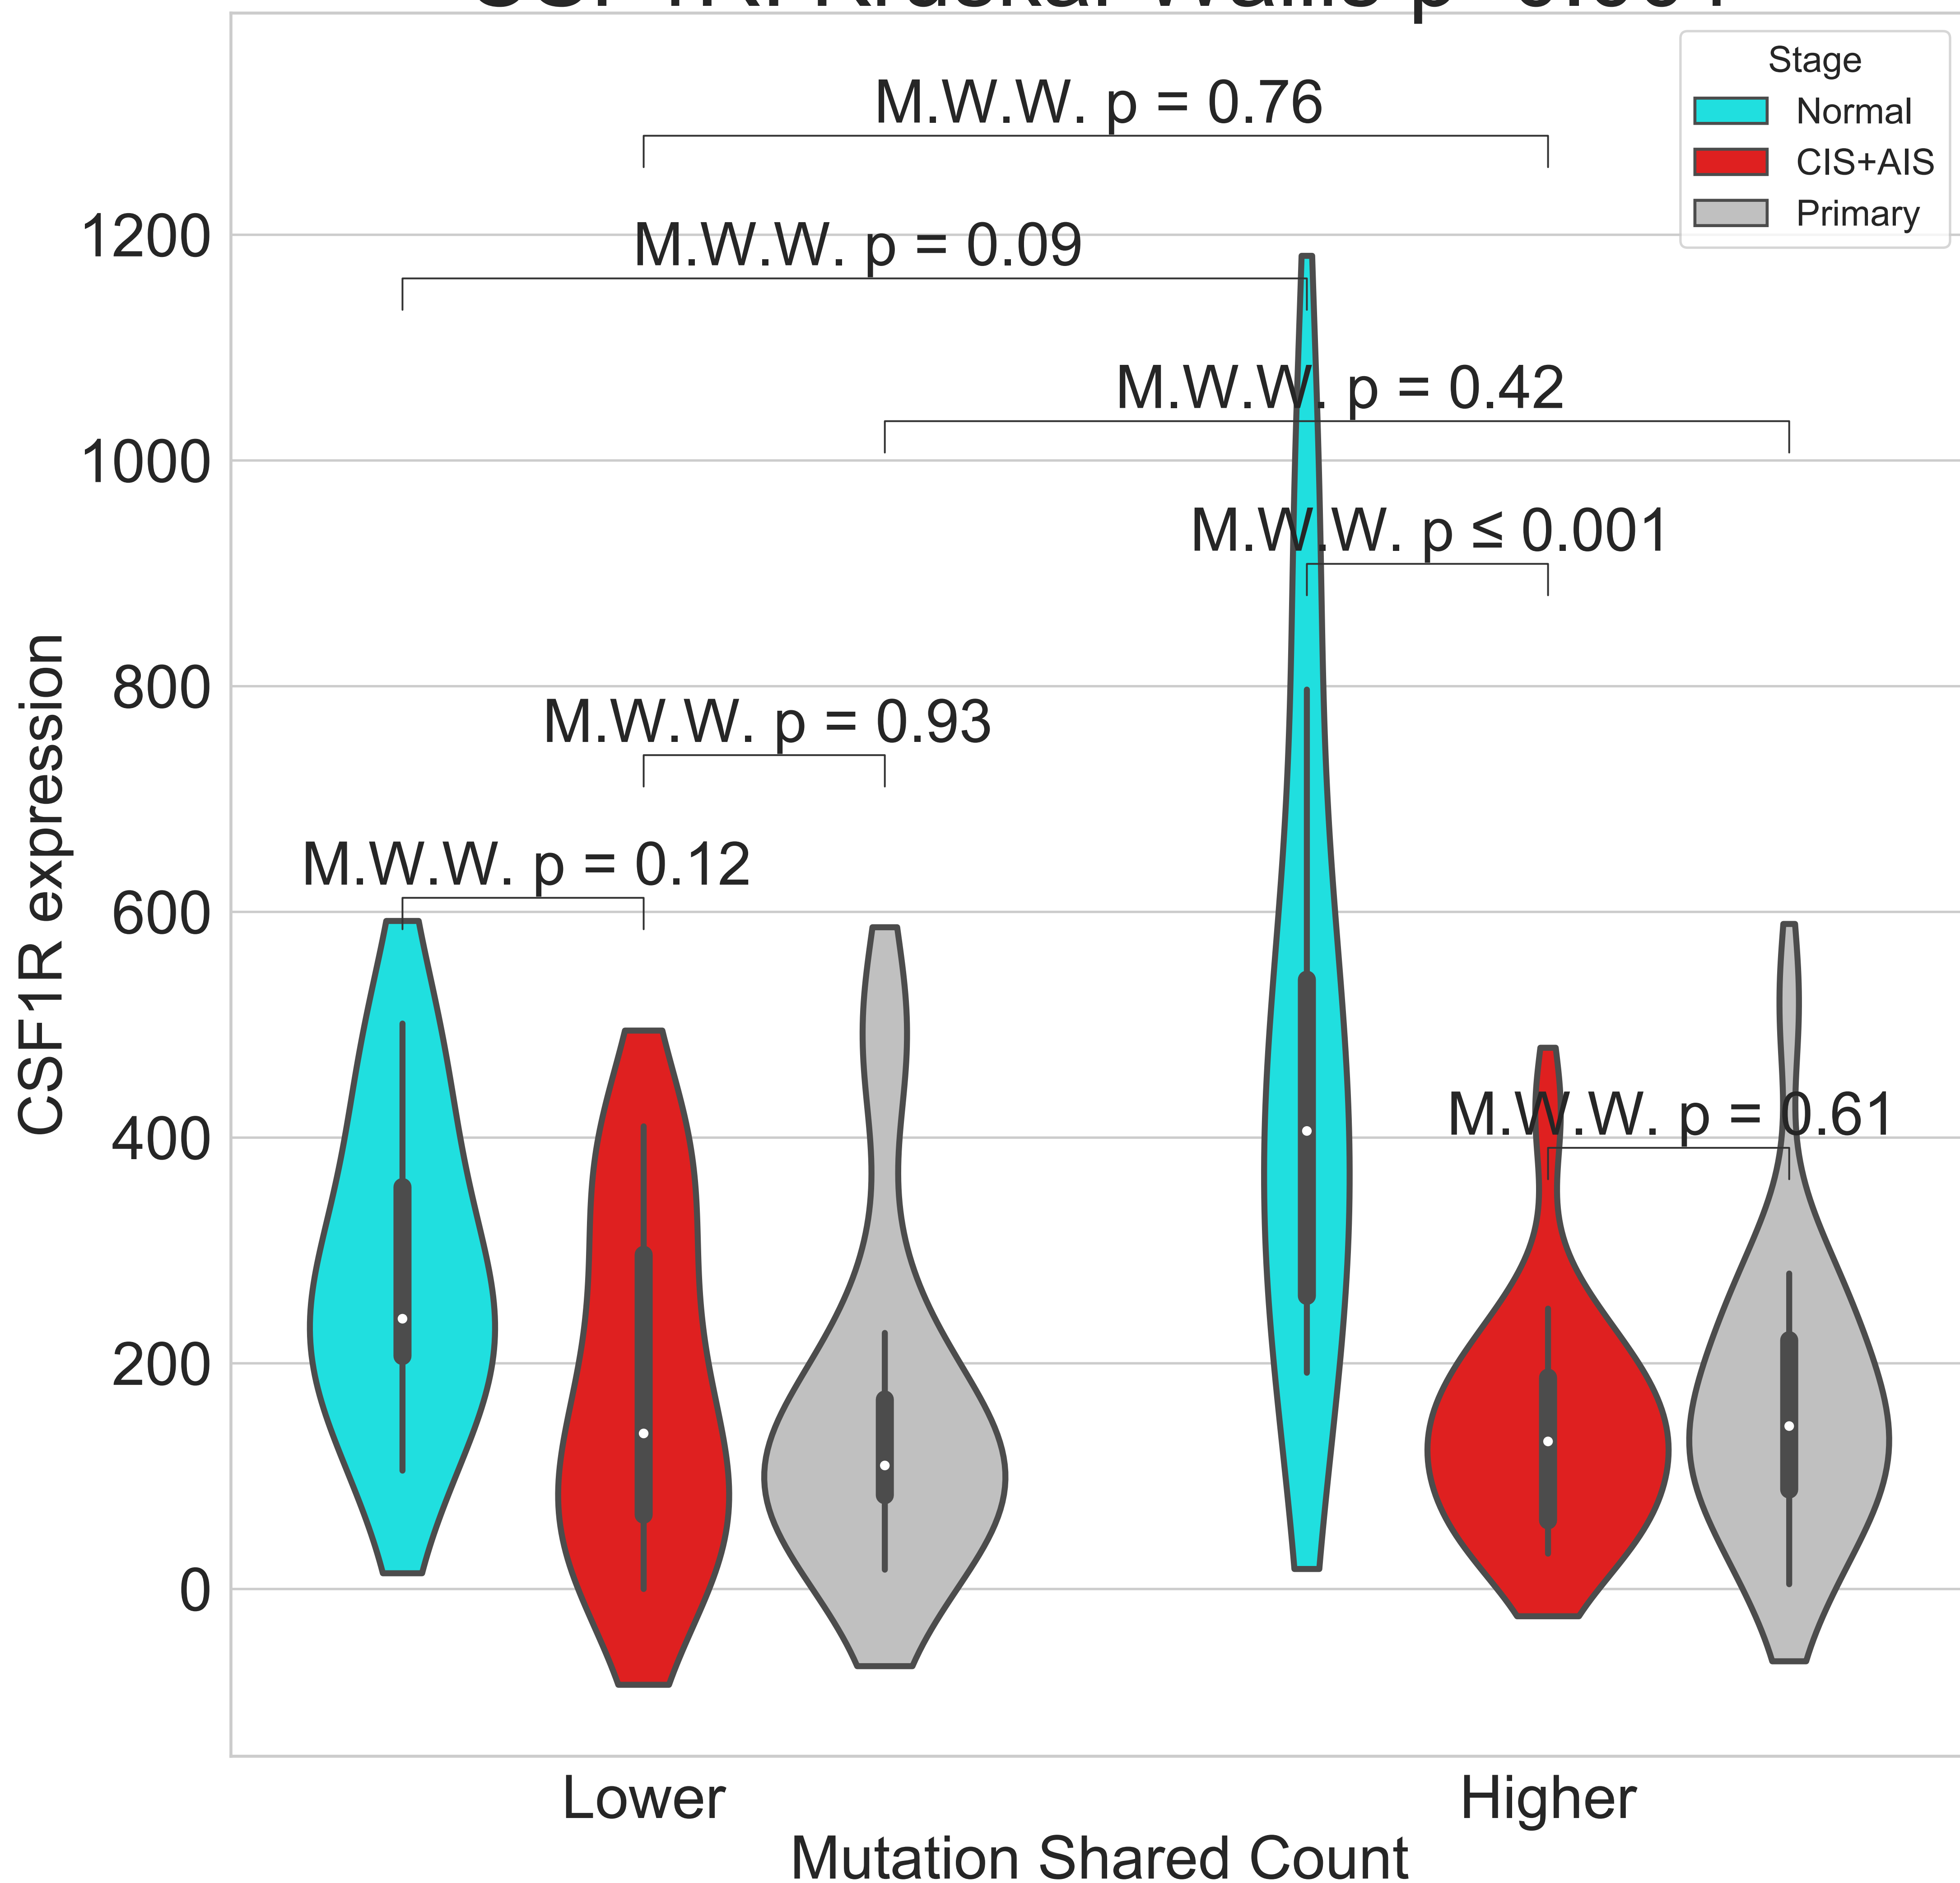 Stage
Normal
CIS+AIS
Primary
M.W.W. p = 0.76
M.W.W. p = 0.09
M.W.W. p = 0.42
M.W.W. p ≤ 0.001
M.W.W. p = 0.93
M.W.W. p = 0.12
M.W.W. p = 0.61
1200
1000
800
600
400
200
0
CSF1R expression
Lower
Higher
Mutation Shared Count